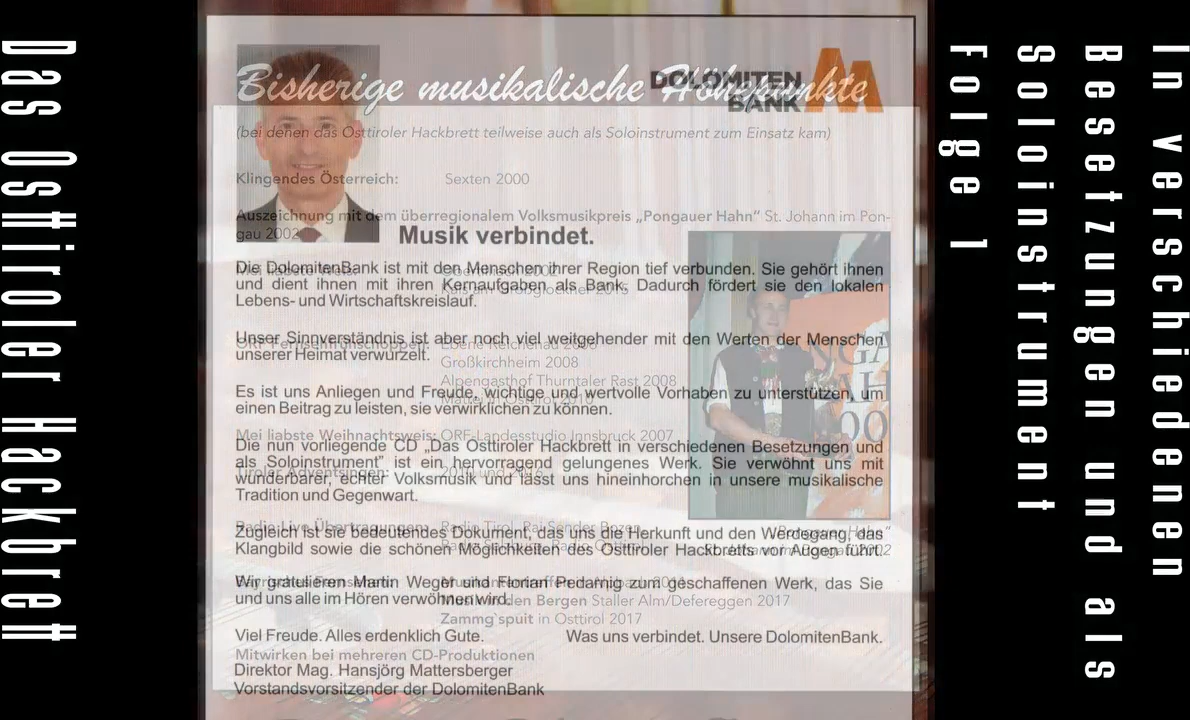 Das Osttiroler Hackbrett
Bisherige musikalische Höhepunkte
DOLOMITEN
BANK
(bei denen das Osttiroler Hackbrett teilweise auch als Soloinstrument zum Einsatz kam)
Klingendes Österreich: Sexten 2000
Auszeichnung mit dem überregionalem Volksmusikpreis „Pongauer Hahn“ St. Johann im Pon-
gau 2002
Musik verbindet.
Die DolomitenBank ist mit den Menschen ihrer Region tief verbunden. Sie gehört ihnen
und dient ihnen mit ihren Kernaufgaben als Bank. Dadurch fördert sie den lokalen
Lebens- und Wirtschaftskreislauf.
Unser Sinnverständnis ist aber noch viel weitgehender mit den Werten der Menschen
unserer Heimat verwurzelt.
Großkirchheim 2008
Alpengasthof Thurntaler Rast 2008
Es ist uns Anliegen und Freude, wichtige und wertvolle Vorhaben zu unterstützen, um
einen Beitrag zu leisten, sie verwirklichen zu können.
Mei liabste Weihnachtsweis: ORF-Landesstudio Innsbruck 2007
Die nun vorliegende CD „Das Osttiroler Hackbrett in verschiedenen Besetzungen und
als Soloinstrument“ ist ein hervorragend gelungenes Werk. Sie verwöhnt uns mit
wunderbarer, echter Volksmusik und lässt uns hineinhorchen in unsere musikalische
Tradition und Gegenwart.
Zugleich ist sie bedeutendes Dokument, das uns die Herkunft und den Werdegang, das
Klangbild sowie die schönen Möglichkeiten des Osttiroler Hackbretts vor Augen führt.
Wir gratulieren Martin Weger und Florian Pedarnig zum geschaffenen Werk, das Sie
und uns alle im Hören verwöhnen wird.
Musik in den Bergen Staller Alm/Defereggen 2017
Zammg`spuit in Osttirol 2017
Viel Freude. Alles erdenklich Gute. Was uns verbindet. Unsere DolomitenBank.
Mitwirken bei mehreren CD-Produktionen
Direktor Mag. Hansjörg Mattersberger
Vorstandsvorsitzender der DolomitenBank
In verschiedenen
Besetzungen und als
Soloinstrument
Folge 1